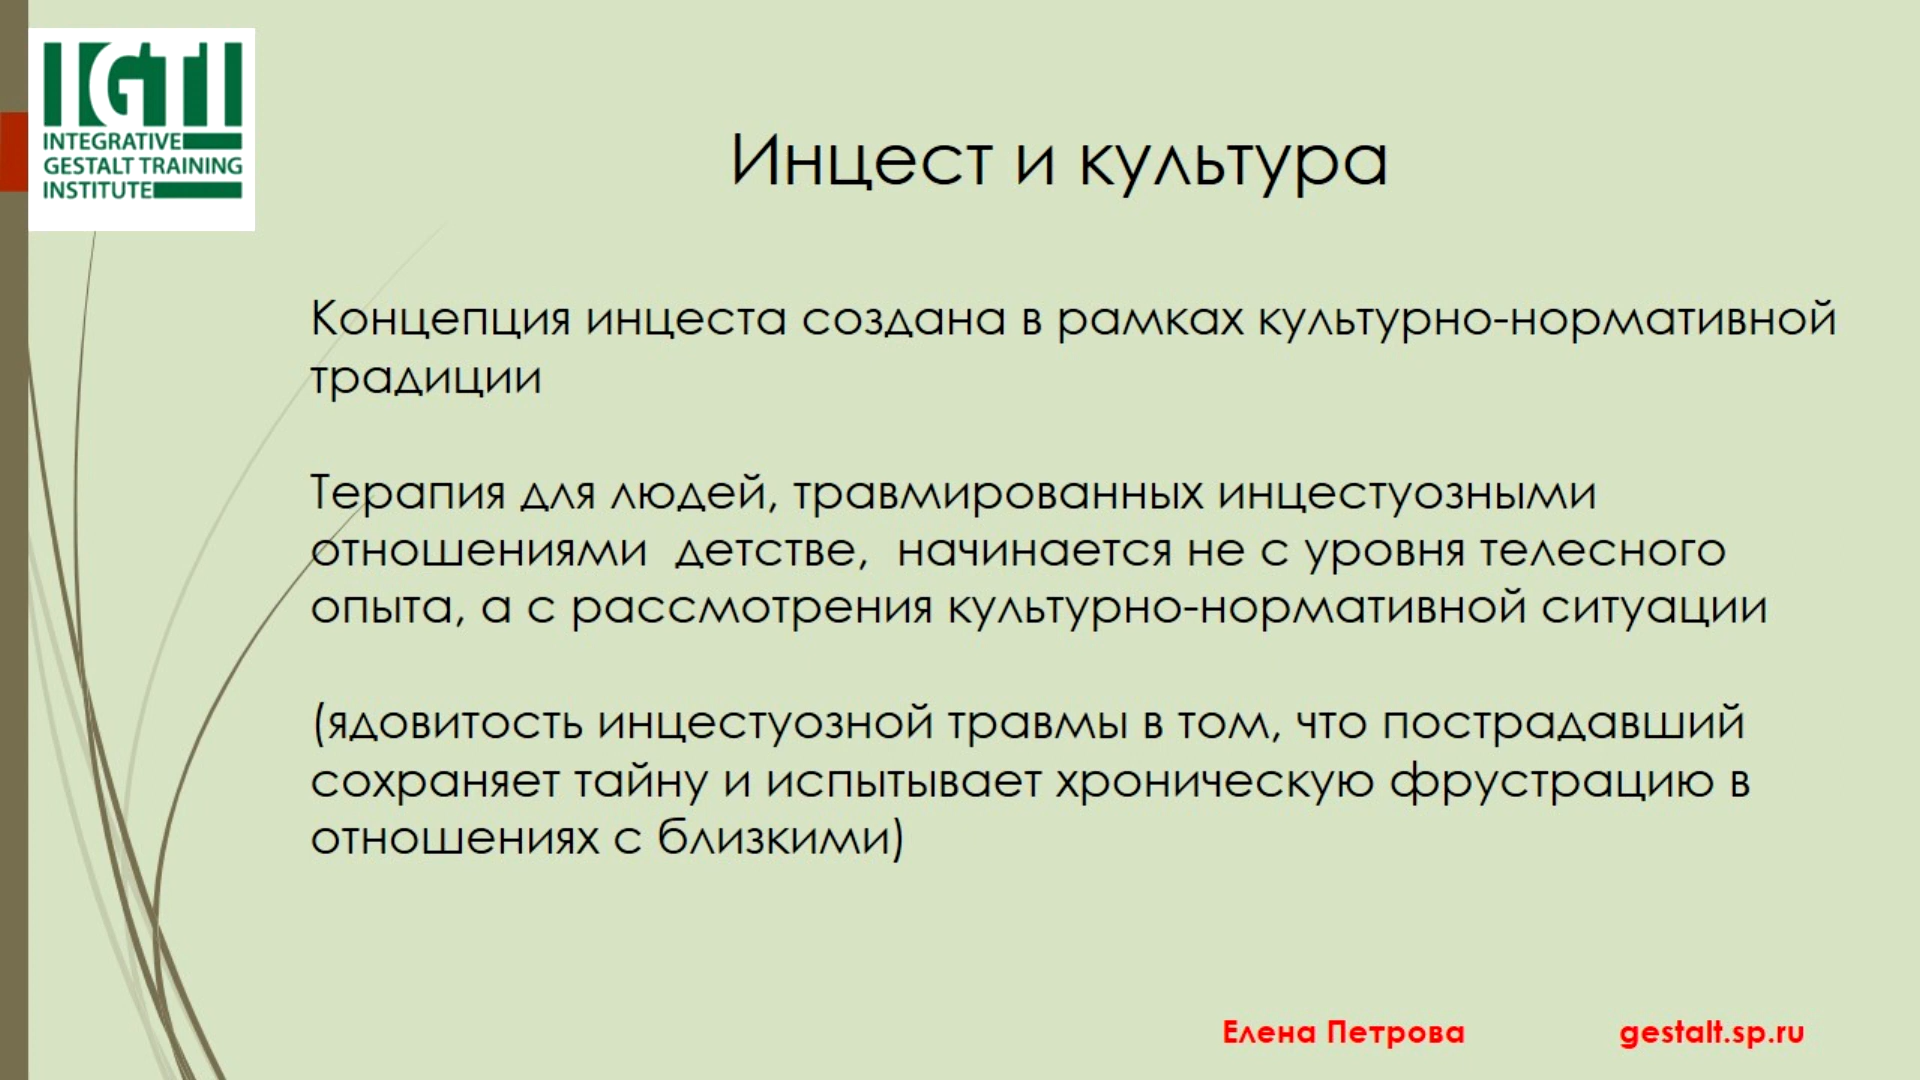 IGTI
INTEGRATIVE
GESTALT TRAINING
INSTITUTE
Инцест и культура
Концепция инцеста создана в рамках культурно-нормативной
традиции
Терапия для людей, травмированных инцестуозными
отношениями  детстве,  начинается не с уровня телесного
опыта, а с рассмотрения культурно-нормативной ситуации
(ядовитость инцестуозной травмы в том, что пострадавший
сохраняет тайну и испытывает хроническую фрустрацию в
отношениях с близкими)
Елена Петрова gestalt.sp.ru